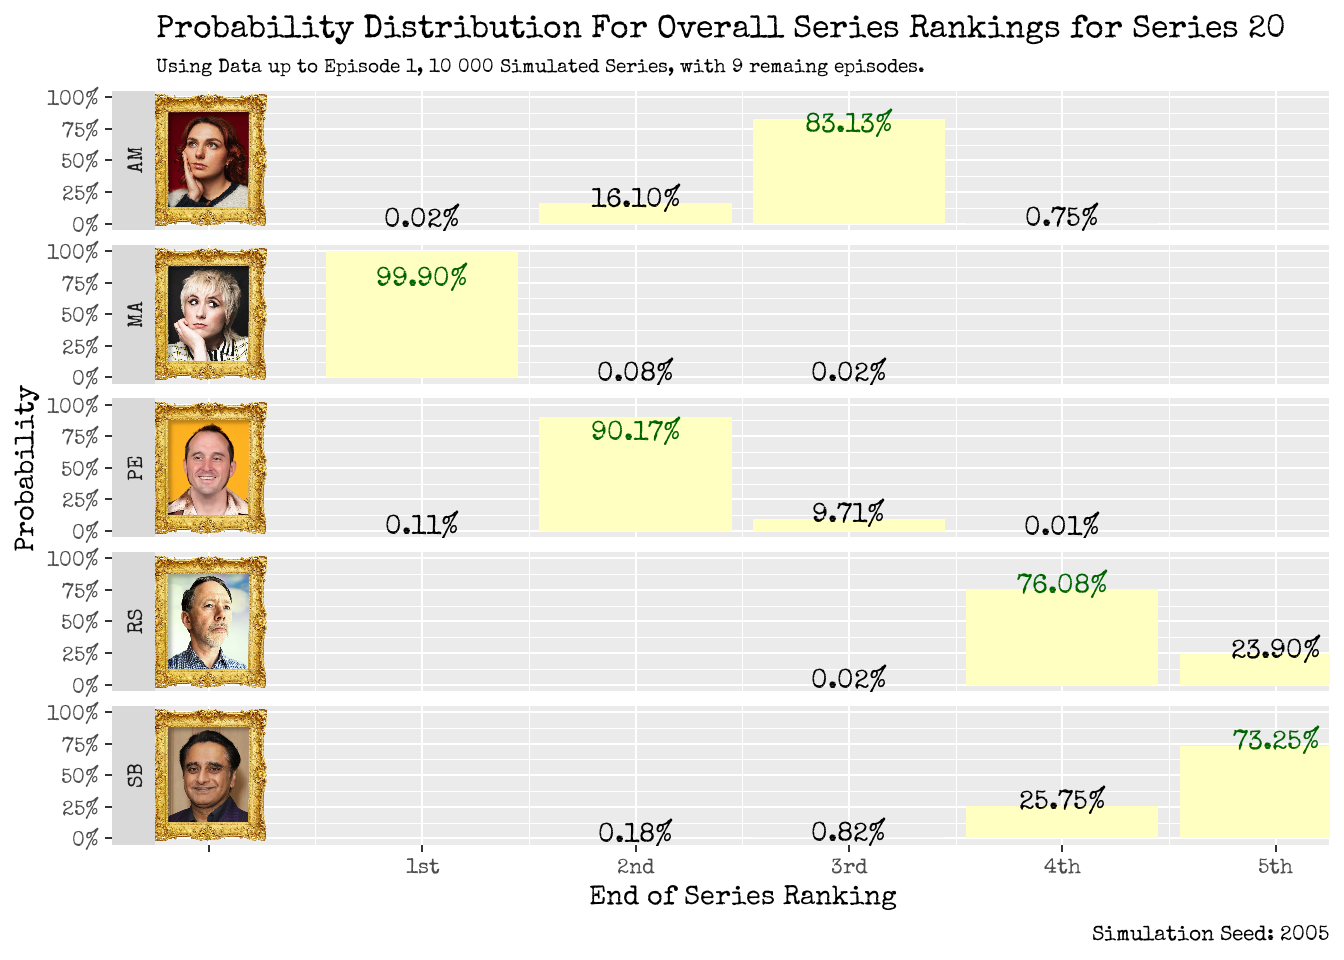 Probability Distribution For Overall Series Rankings for Series 20
Using Data up to Episode 1, 10 000 Simulated Series, with 9 remaing episodes.
Probability
AM
100%
75%
50%
25%
0%
0.02%
16.10%
83.13%
0.75%
MA
100%
75%
50%
25%
0%
99.90%
0.08%
0.02%
PE
100%
75%
50%
25%
0%
0.11%
90.17%
9.71%
0.01%
RS
100%
75%
50%
25%
0%
0.02%
76.08%
23.90%
SB
100%
75%
50%
25%
0%
0.18%
0.82%
25.75%
73.25%
1st
2nd
3rd
4th
5th
End of Series Ranking
Simulation Seed: 2005